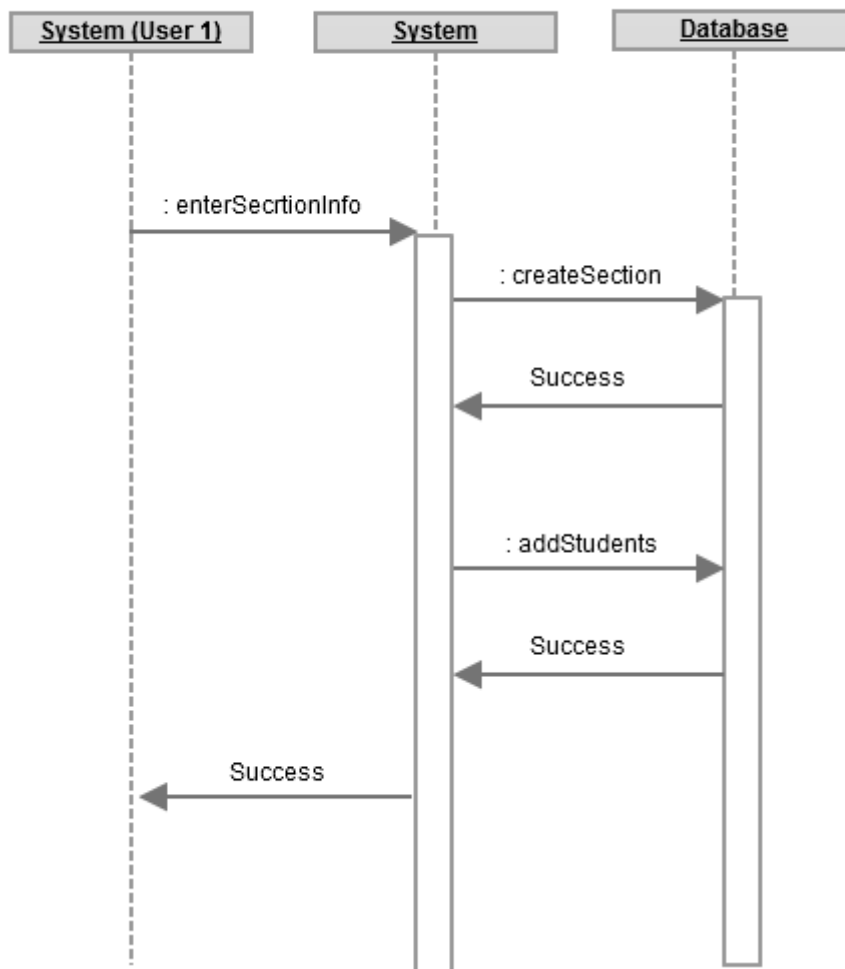 System (User 1)
System
Database
: enterSecrtionInfo
: createSection
Success
: addStudents
Success
Success